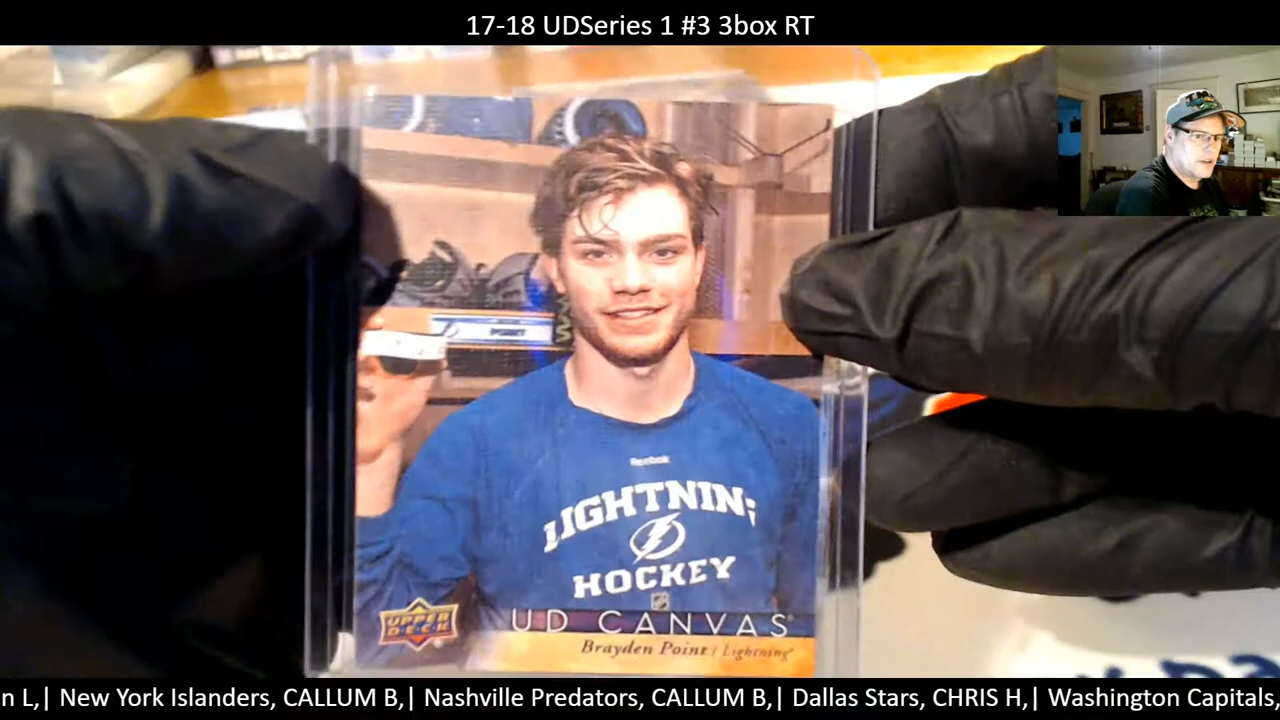 17-18 UDSeries 1 #3 3box RT
POINT
Reebok
LIGHTNING
HOCKEY
UPPER
DECK
UD CANVAS
Brayden Point / Lightning
n L,| New York Islanders, CALLUM B,| Nashville Predators, CALLUM B,| Dallas Stars, CHRIS H,| Washington Capitals,